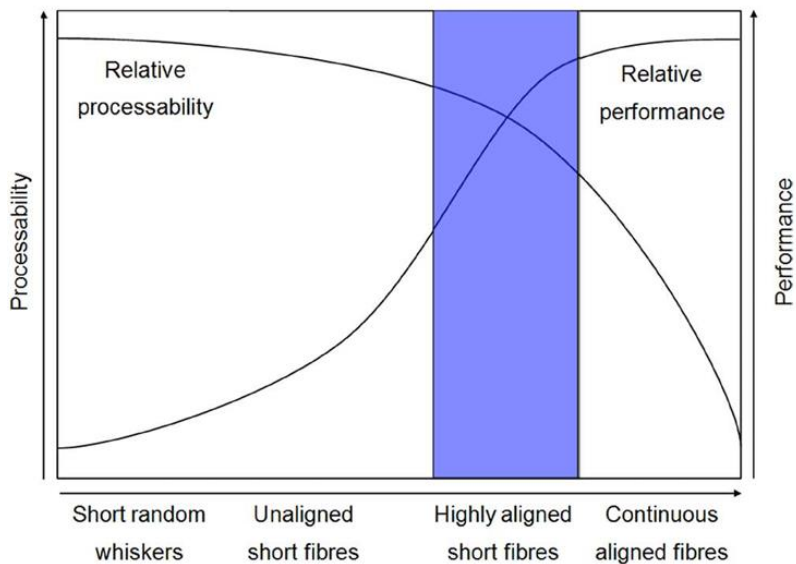 Relative
processability
Relative
performance
Processability
Performance
Short random
whiskers
Unaligned
short fibres
Highly aligned
short fibres
Continuous
aligned fibres